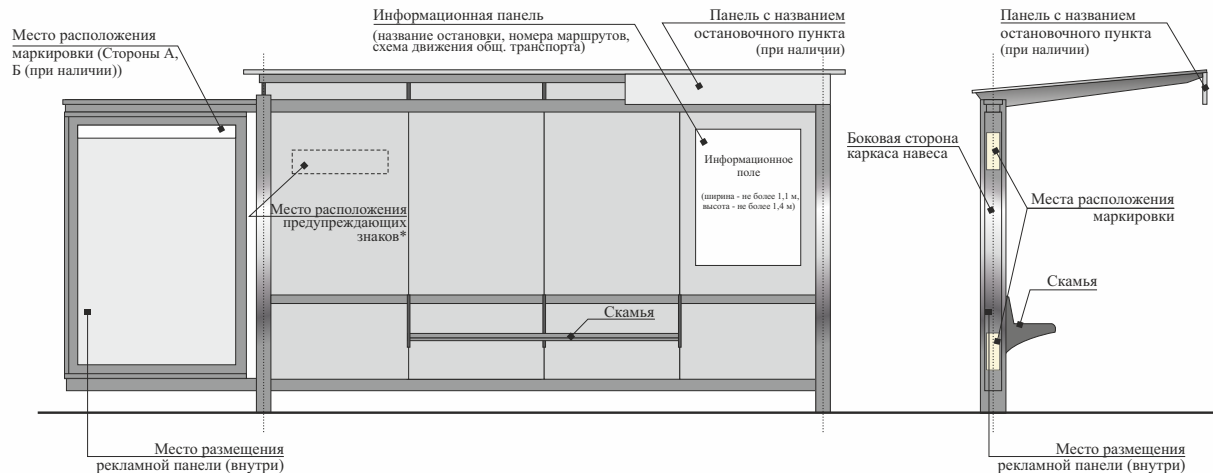 Место расположения
маркировки (Стороны А,
Б (при наличии))
Информационная панель
(название остановки, номера маршрутов,
схема движения общ. транспорта)
Панель с названием
остановочного пункта
(при наличии)
Панель с названием
остановочного пункта
(при наличии)
Информационное
поле
(ширина - не более 1,1 м,
высота - не более 1,4 м)
Место расположения
предупреждающих
знаков*
Скамья
Боковая сторона
каркаса навеса
Места расположения
маркировки
Скамья
Место размещения
рекламной панели (внутри)
Место размещения
рекламной панели (внутри)